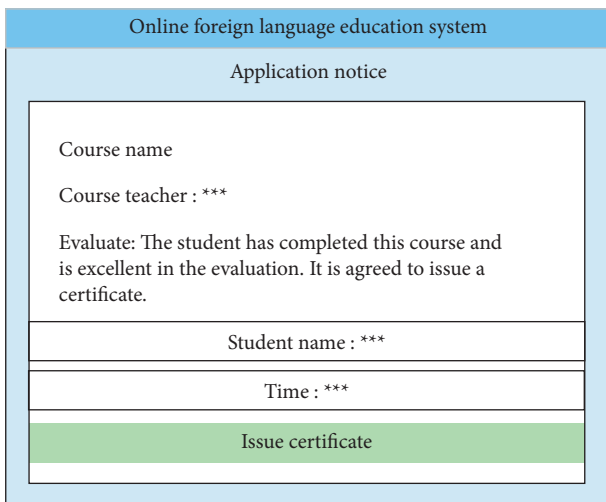 Online foreign language education system
Application notice
Course name
Course teacher : ***
Evaluate: The student has completed this course and
is excellent in the evaluation. It is agreed to issue a
certificate.
Student name : ***
Time : ***
Issue certificate